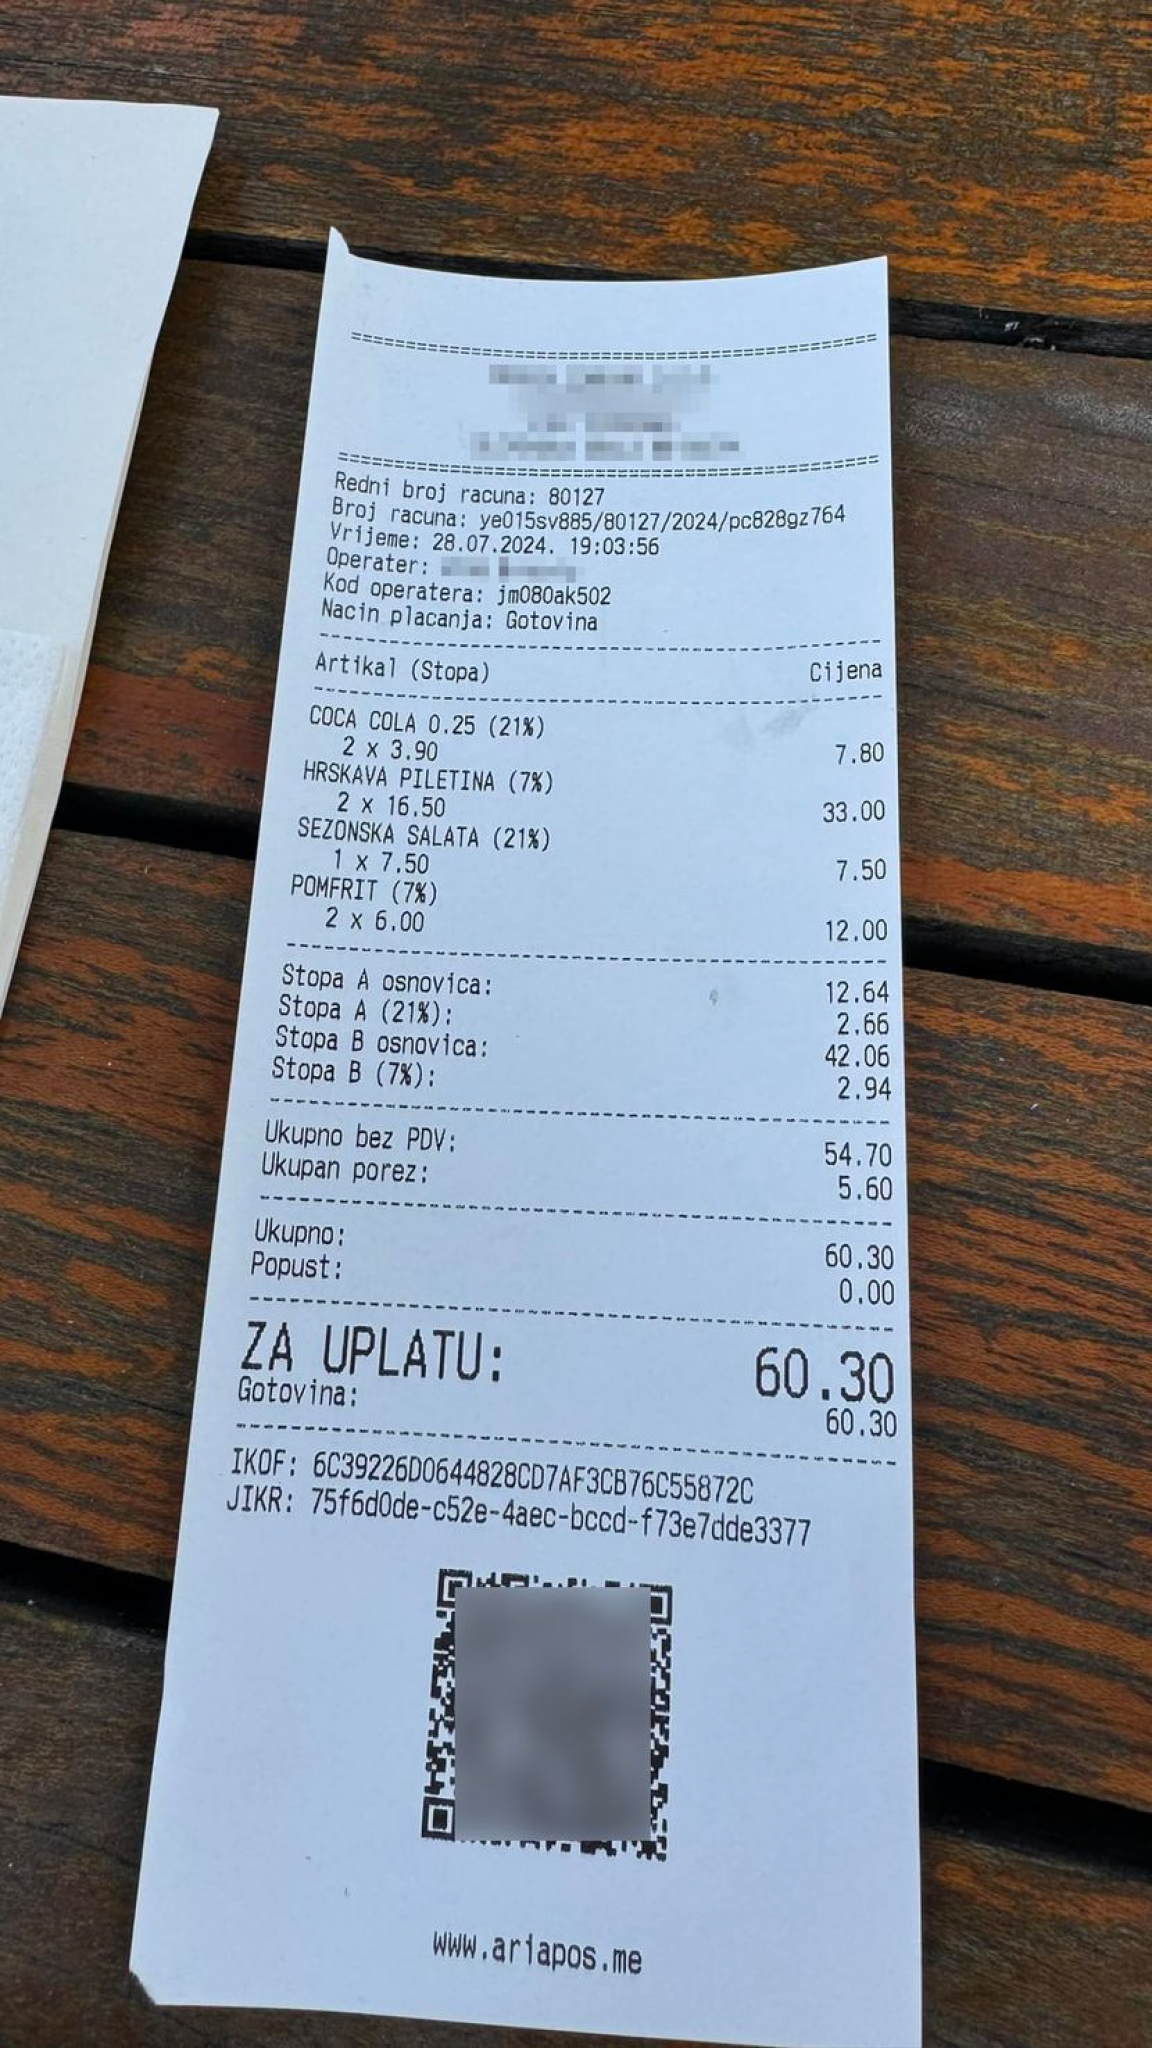 Redni broj racuna: 80127
Broj racuna: ye015sv885/80127/2024/pc828gz764
Vrijeme: 28.07.2024. 19:03:56
Operater:
Kod operatera: jm080ak502
Nacin placanja: Gotovina
Artikal (Stopa) Cijena
COCA COLA 0.25 (21%)
2 x 3.90 7.80
HRSKAVA PILETINA (7%)
2 x 16.50 33.00
SEZONSKA SALATA (21%)
1 x 7.50 7.50
POMFRIT (7%)
2 x 6.00 12.00
Stopa A osnovica: 12.64
Stopa A (21%): 2.66
Stopa B osnovica: 42.06
Stopa B (7%): 2.94
Ukupno bez PDV: 54.70
Ukupan porez: 5.60
Ukupno: 60.30
Popust: 0.00
ZA UPLATU: 60.30
Gotovina: 60.30
IKOF: 6C39226D0644828CD7AF3CB76C55872C
JIKR: 75f6d0de-c52e-4aec-bccd-f73e7dde3377
www.ariapos.me